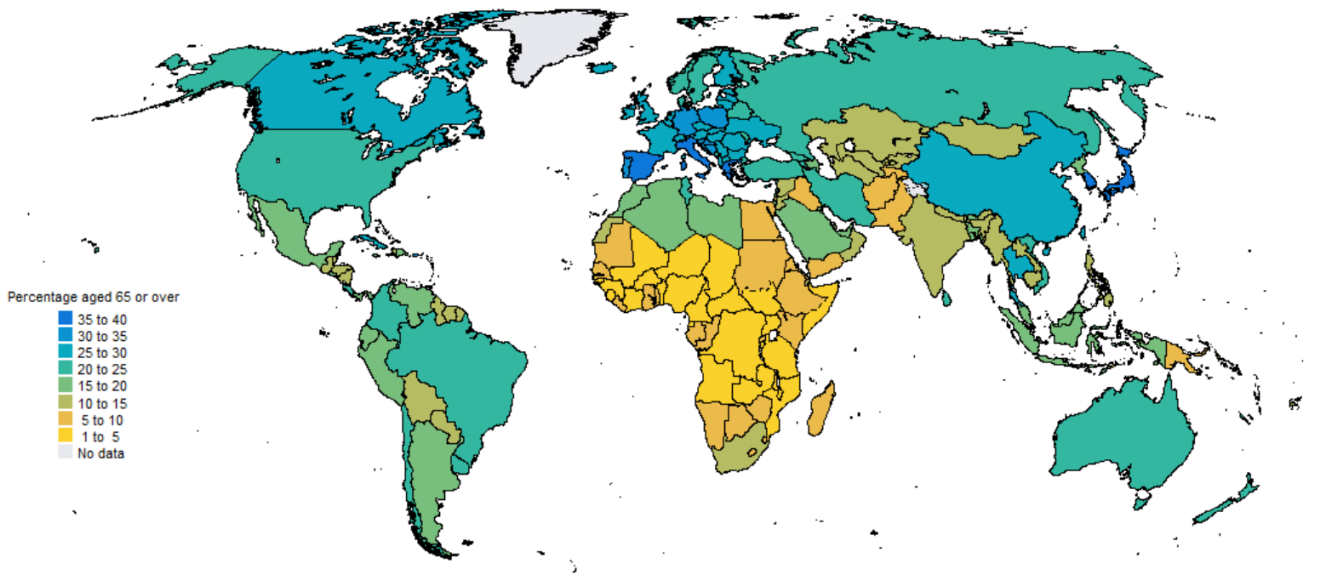 Percentage aged 65 or over
35 to 40
30 to 35
25 to 30
20 to 25
15 to 20
10 to 15
5 to 10
1 to 5
No data